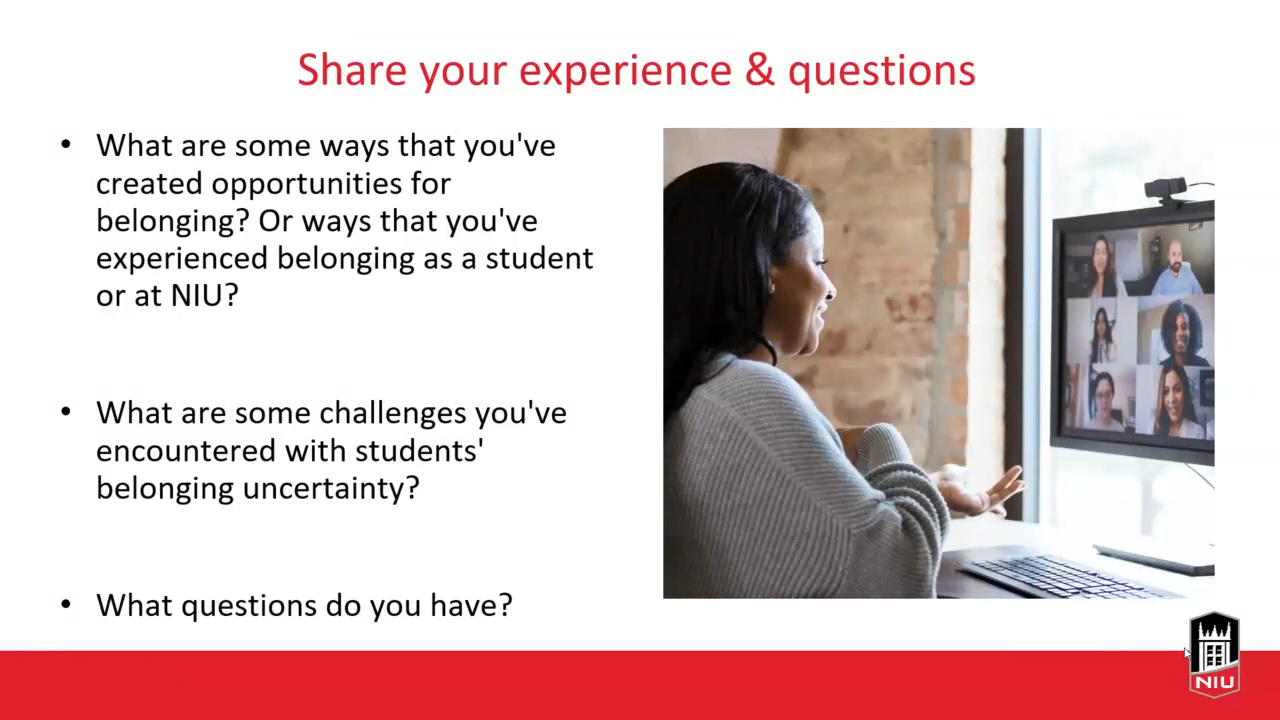 Share your experience & questions
• What are some ways that you've
created opportunities for
belonging? Or ways that you've
experienced belonging as a student
or at NIU?
• What are some challenges you've
encountered with students'
belonging uncertainty?
• What questions do you have?
NIU